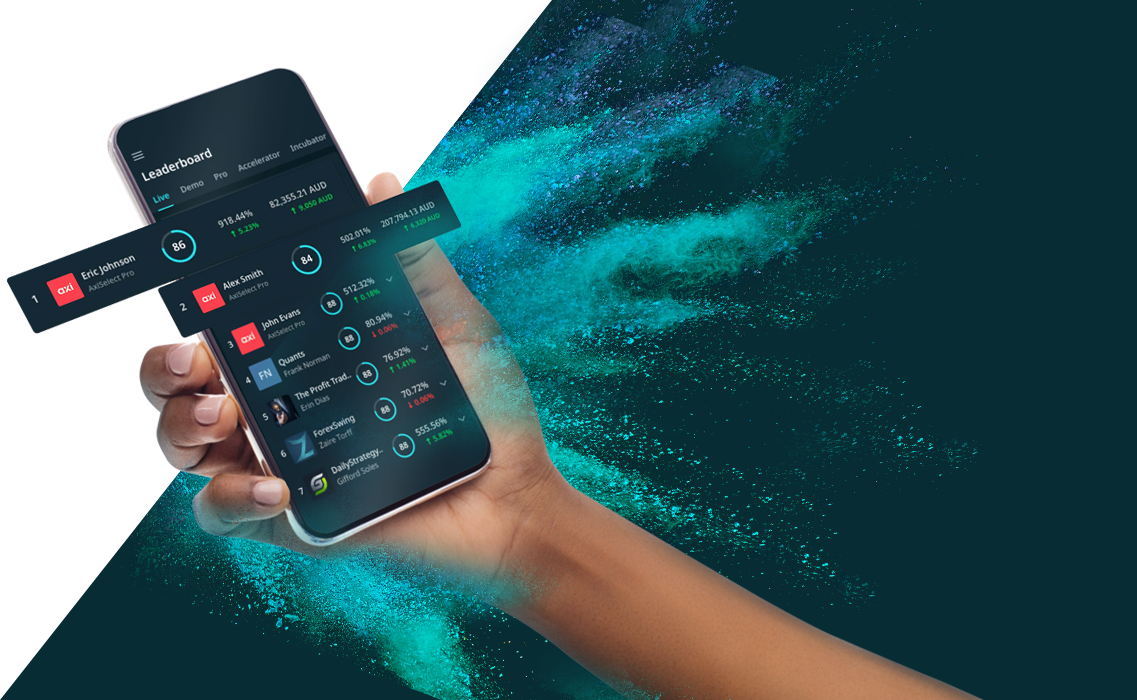 Leaderboard
Live Demo Pro Accelerator Incubator
1 axi Eric Johnson 86 918.44% 82,355.21 AUD
AxiSelect Pro ↑ 5.23% ↑ 9.050 AUD
2 axi Alex Smith 84 502.01% 207,794.13 AUD
AxiSelect Pro ↑ 6.83% ↑ 6,320 AUD
3 axi John Evans 88 512.32%
AxiSelect Pro ↑ 0.18%
4 FN Quants 88 80.94%
Frank Norman ↓ 0.06%
5 The Profit Trad... 88 76.92%
Erin Dias ↑ 1.41%
6 ForexSwing 88 70.72%
Zaire Torff ↓ 0.06%
7 DailyStrategy... 88 555.56%
Gifford Soles ↑ 5.82%